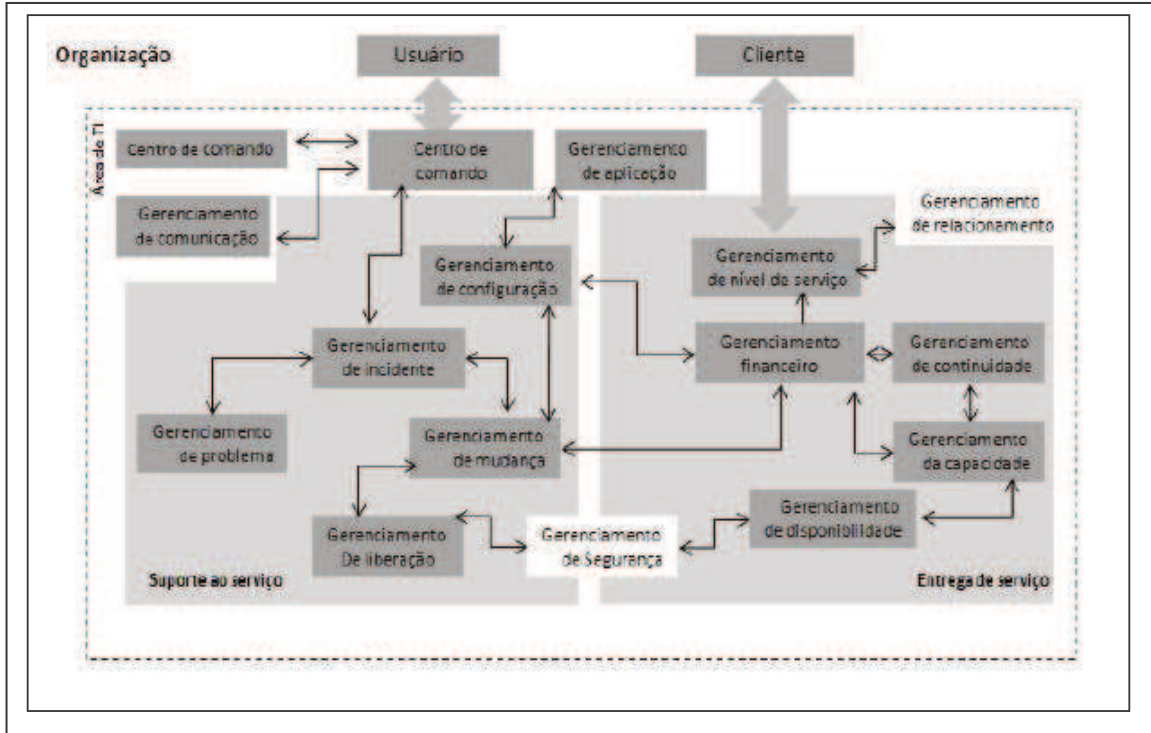 Organização
Usuário
Cliente
Área de TI
Centro de comando
Centro de
comando
Gerenciamento
de aplicação
Gerenciamento
de comunicação
Gerenciamento
de relacionamento
Gerenciamento
de configuração
Gerenciamento
de nível de serviço
Gerenciamento
de incidente
Gerenciamento
financeiro
Gerenciamento
de continuidade
Gerenciamento
de problema
Gerenciamento
de mudança
Gerenciamento
da capacidade
Gerenciamento
De liberação
Gerenciamento
de Segurança
Gerenciamento
de disponibilidade
Suporte ao serviço
Entrega de serviço